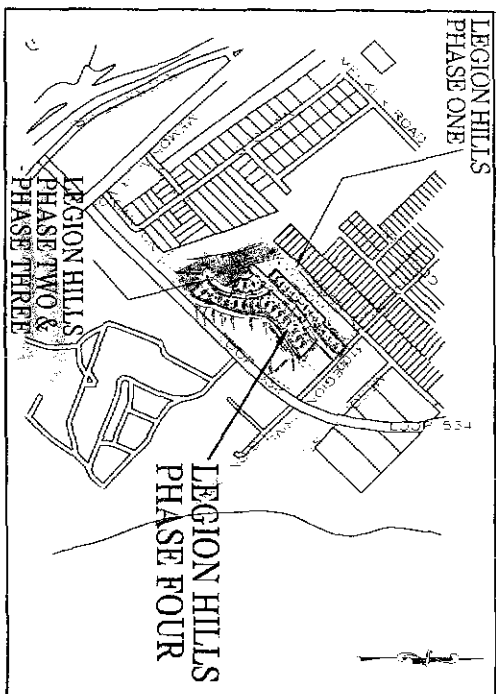 LEGION HILLS
PHASE ONE
ROAD
LEGION HILLS
PHASE TWO &
PHASE THREE
LOOP 534
LEGION HILLS
PHASE FOUR